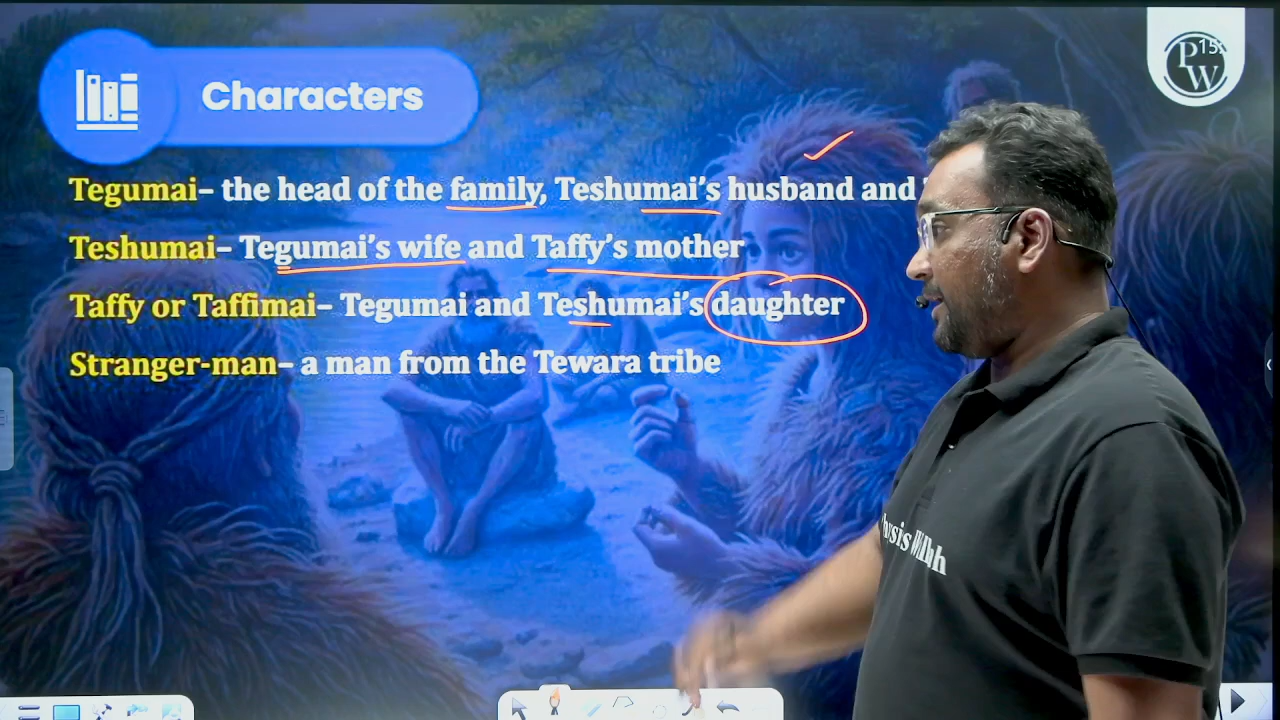 Characters
PW
15
Tegumai– the head of the family, Teshumai's husband and
Teshumai– Tegumai's wife and Taffy's mother
Taffy or Taffimai– Tegumai and Teshumai's daughter
Stranger-man– a man from the Tewara tribe